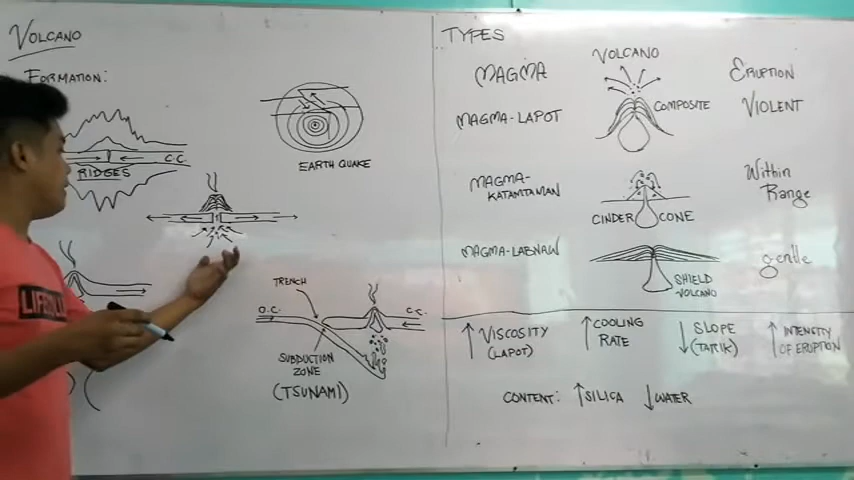 VOLCANO
FORMATION:
C.C.
RIDGES
EARTH QUAKE
TRENCH
O.C.
C.C.
SUBDUCTION
ZONE
(TSUNAMI)
TYPES
MAGMA
VOLCANO
ERUPTION
MAGMA-LAPOT
COMPOSITE
VIOLENT
MAGMA-
KATAMTAMAN
CINDER CONE
Within
Range
MAGMA-LABNAW
SHIELD
VOLCANO
gentle
↑ VISCOSITY
(LAPOT)
↑ COOLING
RATE
↓ SLOPE
(TARIK)
↑ INTENSITY
OF ERUPTION
CONTENT: ↑ SILICA ↓ WATER